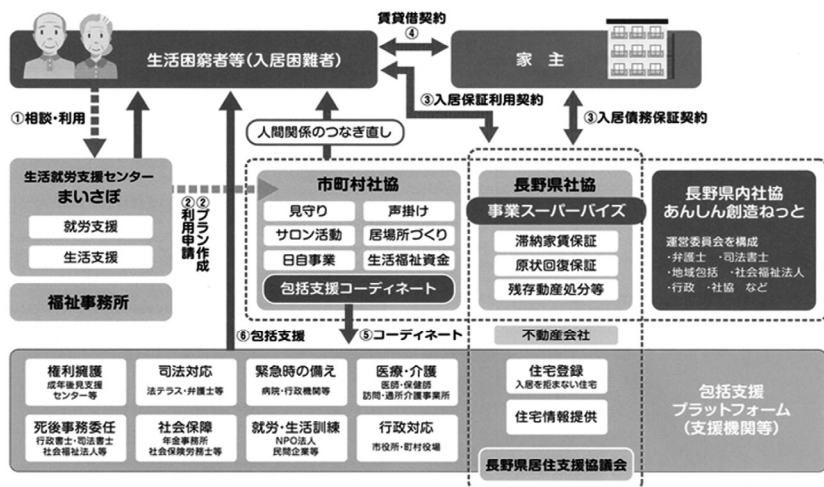 賃貸借契約
④
生活困窮者等(入居困難者)
家 主
①相談・利用
③入居保証利用契約
③入居債務保証契約
人間関係のつなぎ直し
生活就労支援センター
まいさぽ
就労支援
生活支援
福祉事務所
②プラン作成
②利用申請
市町村社協
見守り
声掛け
サロン活動
居場所づくり
日自事業
生活福祉資金
包括支援コーディネート
長野県社協
事業スーパーバイズ
滞納家賃保証
原状回復保証
残存動産処分等
長野県内社協
あんしん創造ねっと
運営委員会を構成
・弁護士 ・司法書士
・地域包括 ・社会福祉法人
・行政 ・社協 など
⑥包括支援
⑤コーディネート
不動産会社
権利擁護
成年後見支援
センター等
司法対応
法テラス・弁護士等
緊急時の備え
病院・行政機関等
医療・介護
医師・保健師
訪問・通所介護事業所
死後事務委任
行政書士・司法書士
社会福祉法人等
社会保障
年金事務所
社会保険労務士等
就労・生活訓練
NPO法人
民間企業等
行政対応
市役所・町村役場
住宅登録
入居を拒まない住宅
住宅情報提供
長野県居住支援協議会
包括支援
プラットフォーム
(支援機関等)